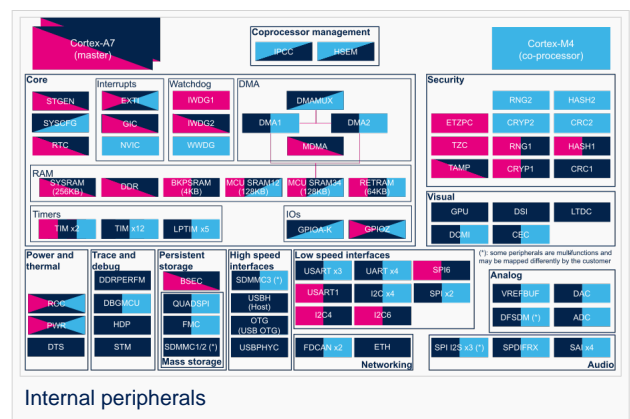 Cortex-A7
(master)
Coprocessor management
IPCC
HSEM
Cortex-M4
(co-processor)
Core
STGEN
SYSCFG
RTC
Interrupts
EXTI
GIC
NVIC
Watchdog
IWDG1
IWDG2
WWDG
DMA
DMAMUX
DMA1
DMA2
MDMA
Security
RNG2
HASH2
ETZPC
CRYP2
CRC2
TZC
RNG1
HASH1
TAMP
CRYP1
CRC1
RAM
SYSRAM
(256KB)
DDR
BKPSRAM
(4KB)
MCU SRAM12
(128KB)
MCU SRAM34
(128KB)
RETRAM
(64KB)
Timers
TIM x2
TIM x12
LPTIM x5
IOs
GPIOA-K
GPIOZ
Visual
GPU
DSI
LTDC
DCMI
CEC
(*): some peripherals are multifunctions and
may be mapped differently by the customer
Power and
thermal
RCC
PWR
DTS
Trace and
debug
DDRPERFM
DBGMCU
HDP
STM
Persistent
storage
BSEC
QUADSPI
FMC
SDMMC1/2 (*)
Mass storage
High speed
interfaces
SDMMC3 (*)
USBH
(Host)
OTG
(USB OTG)
USBPHYC
Low speed interfaces
USART x3
UART x4
SPI6
USART1
I2C x4
SPI x2
I2C4
I2C6
FDCAN x2
ETH
Networking
Analog
VREFBUF
DAC
DFSDM (*)
ADC
SPI I2S x3 (*)
SPDIFRX
SAI x4
Audio
Internal peripherals